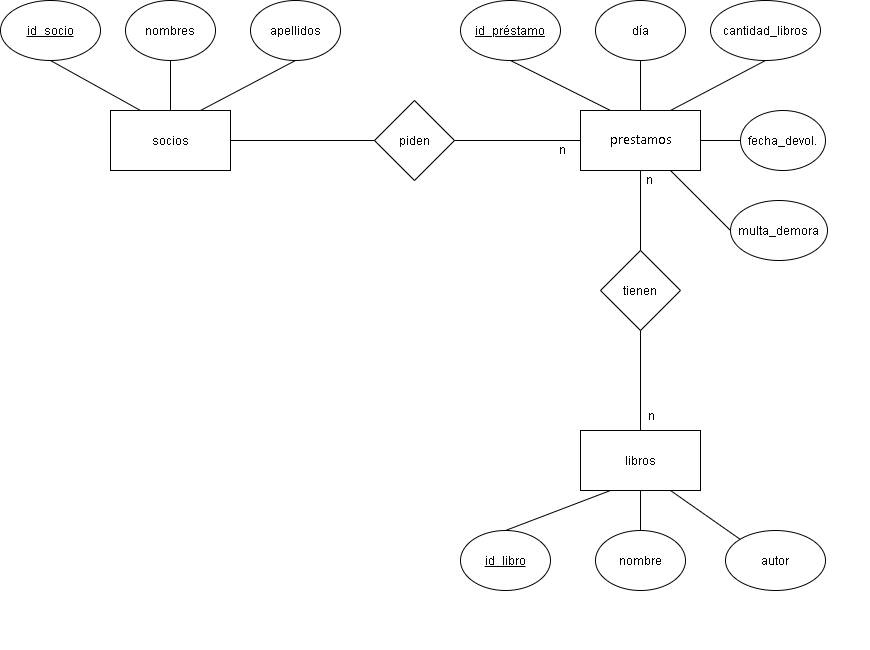 id_socio
nombres
apellidos
id_préstamo
día
cantidad_libros
socios
piden
n
prestamos
fecha_devol.
n
multa_demora
tienen
n
libros
id_libro
nombre
autor